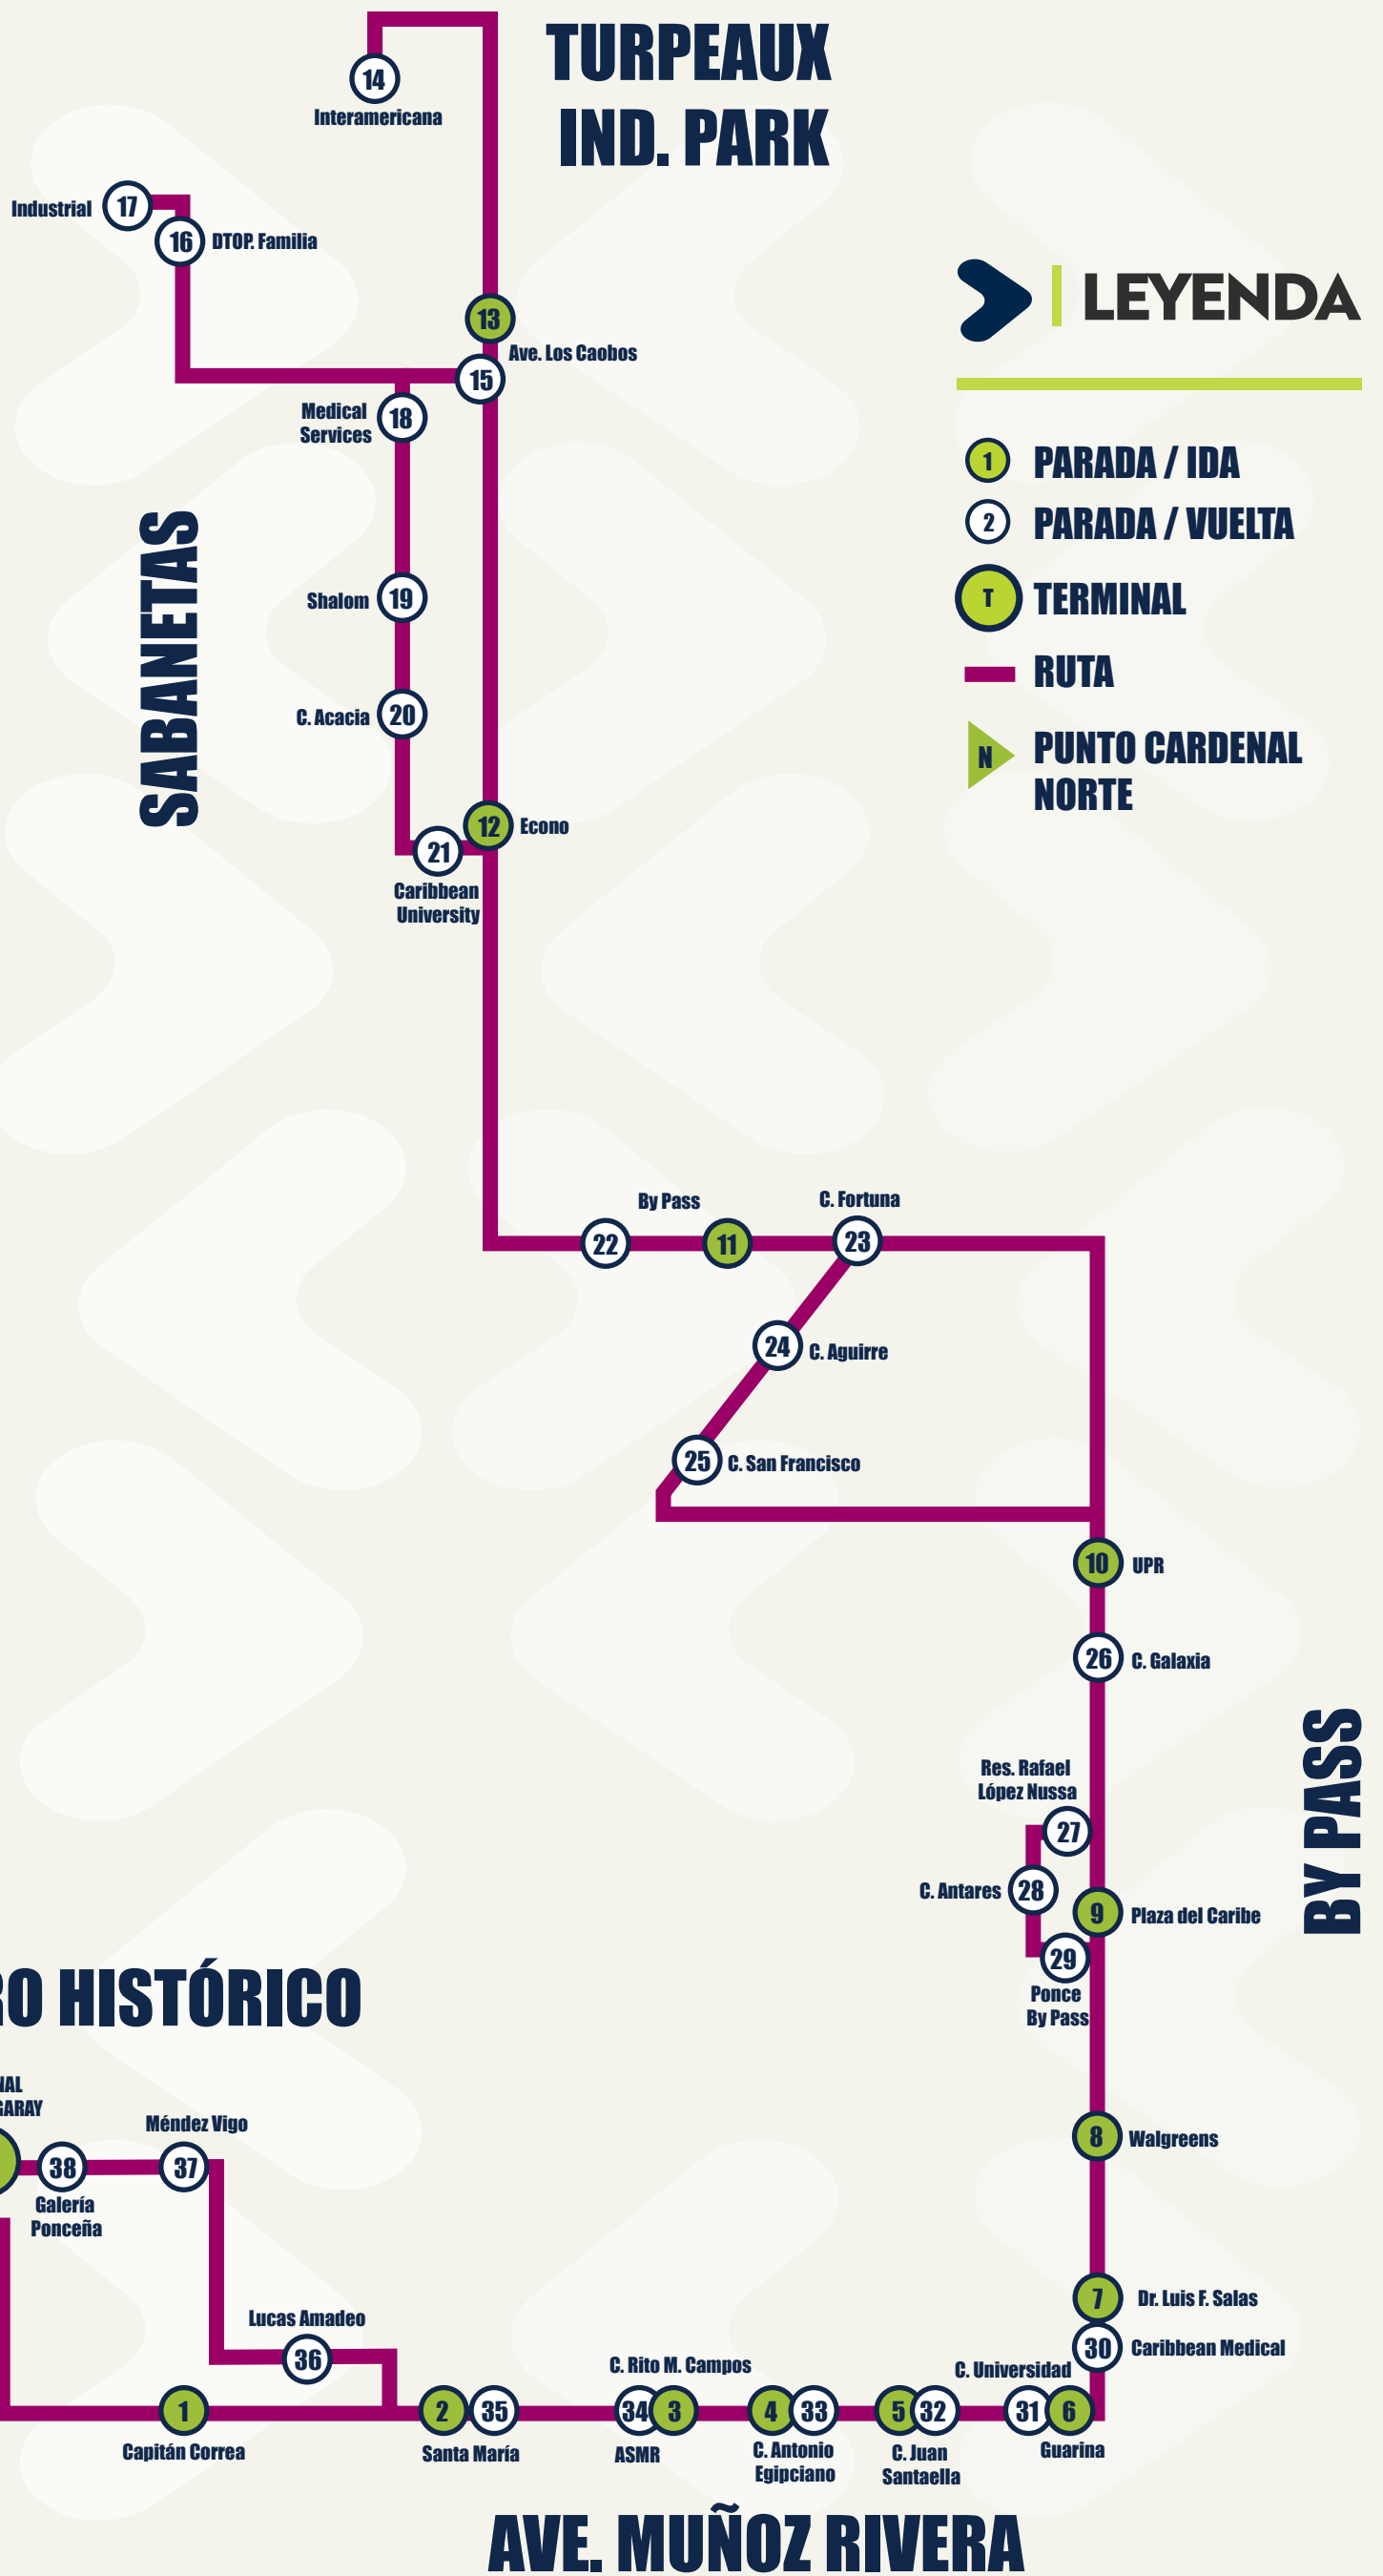 TURPEAUX
IND. PARK
14
Interamericana
Industrial
17
16
DTOP. Familia
13
Ave. Los Caobos
15
Medical
Services
18
SABANETAS
Shalom
19
C. Acacia
20
12
Econo
21
Caribbean
University
LEYENDA
1
PARADA / IDA
2
PARADA / VUELTA
T
TERMINAL
RUTA
N
PUNTO CARDENAL
NORTE
By Pass
C. Fortuna
22
11
23
24
C. Aguirre
25
C. San Francisco
10
UPR
26
C. Galaxia
BY PASS
Res. Rafael
López Nussa
27
C. Antares
28
9
Plaza del Caribe
29
Ponce
By Pass
RO HISTÓRICO
NAL
GARAY
Méndez Vigo
38
37
Galería
Ponceña
8
Walgreens
7
Dr. Luis F. Salas
30
Caribbean Medical
Lucas Amadeo
36
C. Rito M. Campos
C. Universidad
1
2
35
34
3
4
33
5
32
31
6
Capitán Correa
Santa María
ASMR
C. Antonio
Egipciano
C. Juan
Santaella
Guarina
AVE. MUÑOZ RIVERA